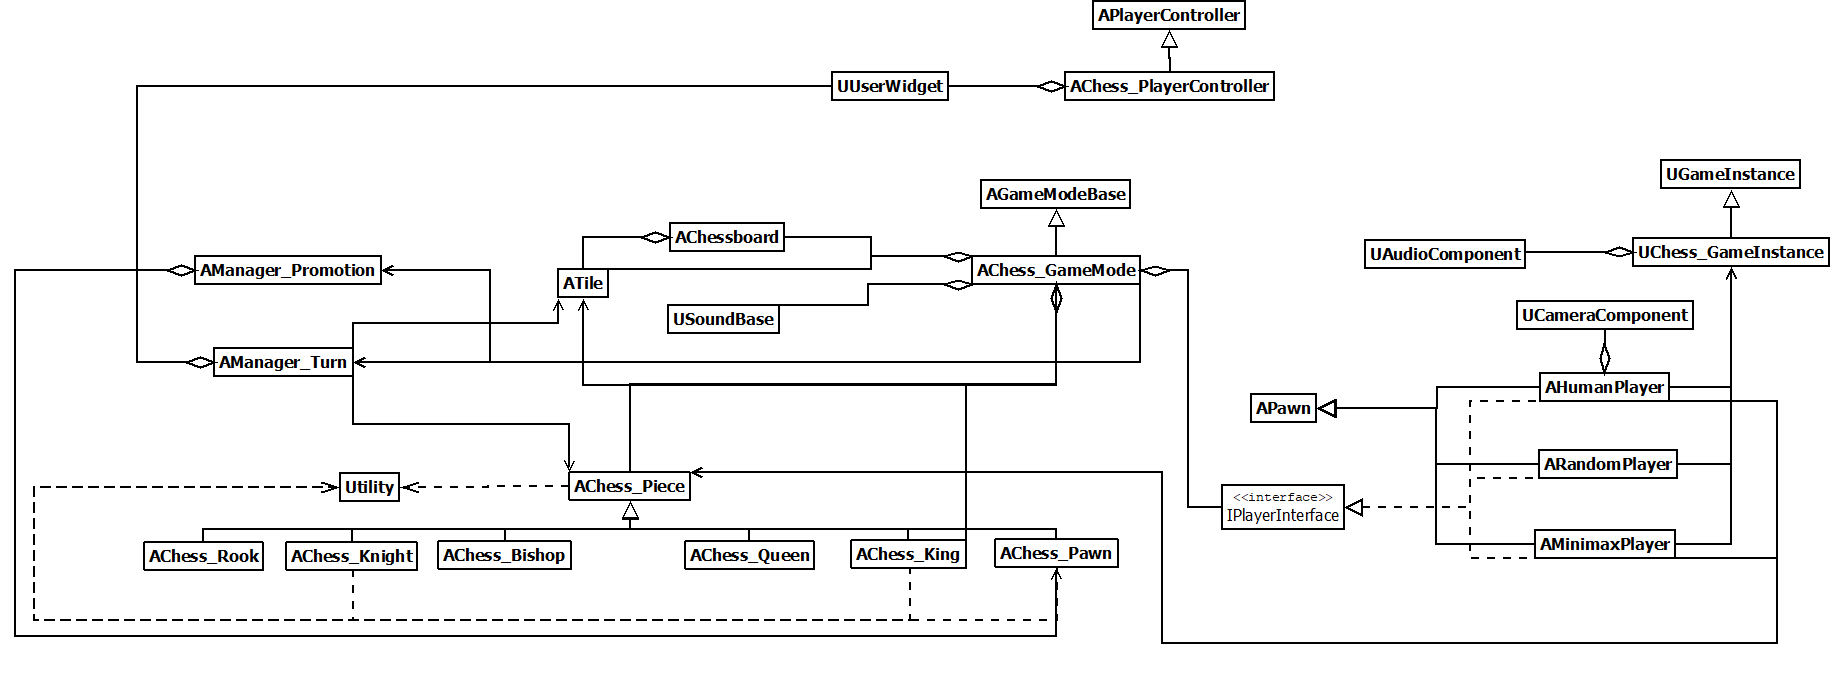 APlayerController
UUserWidget
AChess_PlayerController
UGameInstance
AGameModeBase
AChessboard
UAudioComponent
UChess_GameInstance
AManager_Promotion
ATile
AChess_GameMode
USoundBase
UCameraComponent
AManager_Turn
AHumanPlayer
APawn
ARandomPlayer
Utility
AChess_Piece
<<interface>>
IPlayerInterface
AChess_Rook
AChess_Knight
AChess_Bishop
AChess_Queen
AChess_King
AChess_Pawn
AMinimaxPlayer